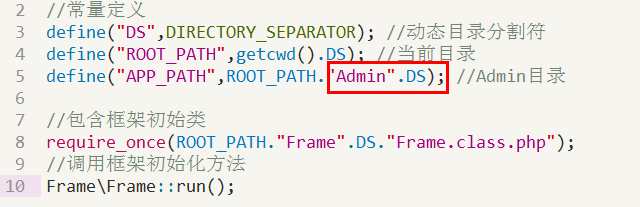 2 //常量定义
3 define("DS",DIRECTORY_SEPARATOR); //动态目录分割符
4 define("ROOT_PATH",getcwd().DS); //当前目录
5 define("APP_PATH",ROOT_PATH."Admin".DS); //Admin目录
6
7 //包含框架初始类
8 require_once(ROOT_PATH."Frame".DS."Frame.class.php");
9 //调用框架初始化方法
10 Frame\Frame::run();